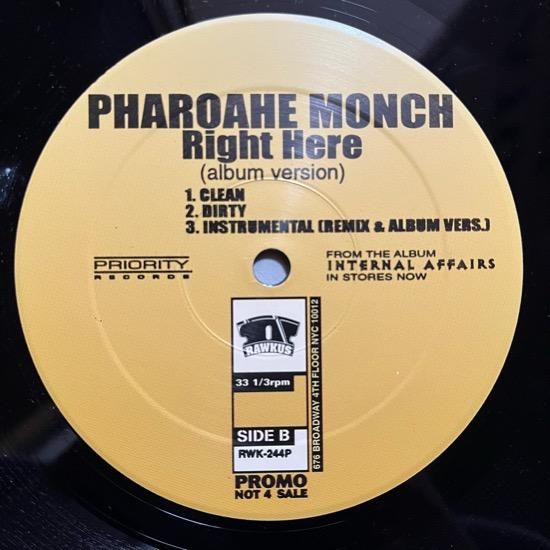 PHAROAHE MONCH
Right Here
(album version)
1. CLEAN
2. DIRTY
3. INSTRUMENTAL (REMIX & ALBUM VERS.)
PRIORITY
RECORDS
FROM THE ALBUM
INTERNAL AFFAIRS
IN STORES NOW
RAWKUS
33 1/3rpm
SIDE B
RWK-244P
676 BROADWAY 4TH FLOOR NYC 10012
PROMO
NOT 4 SALE